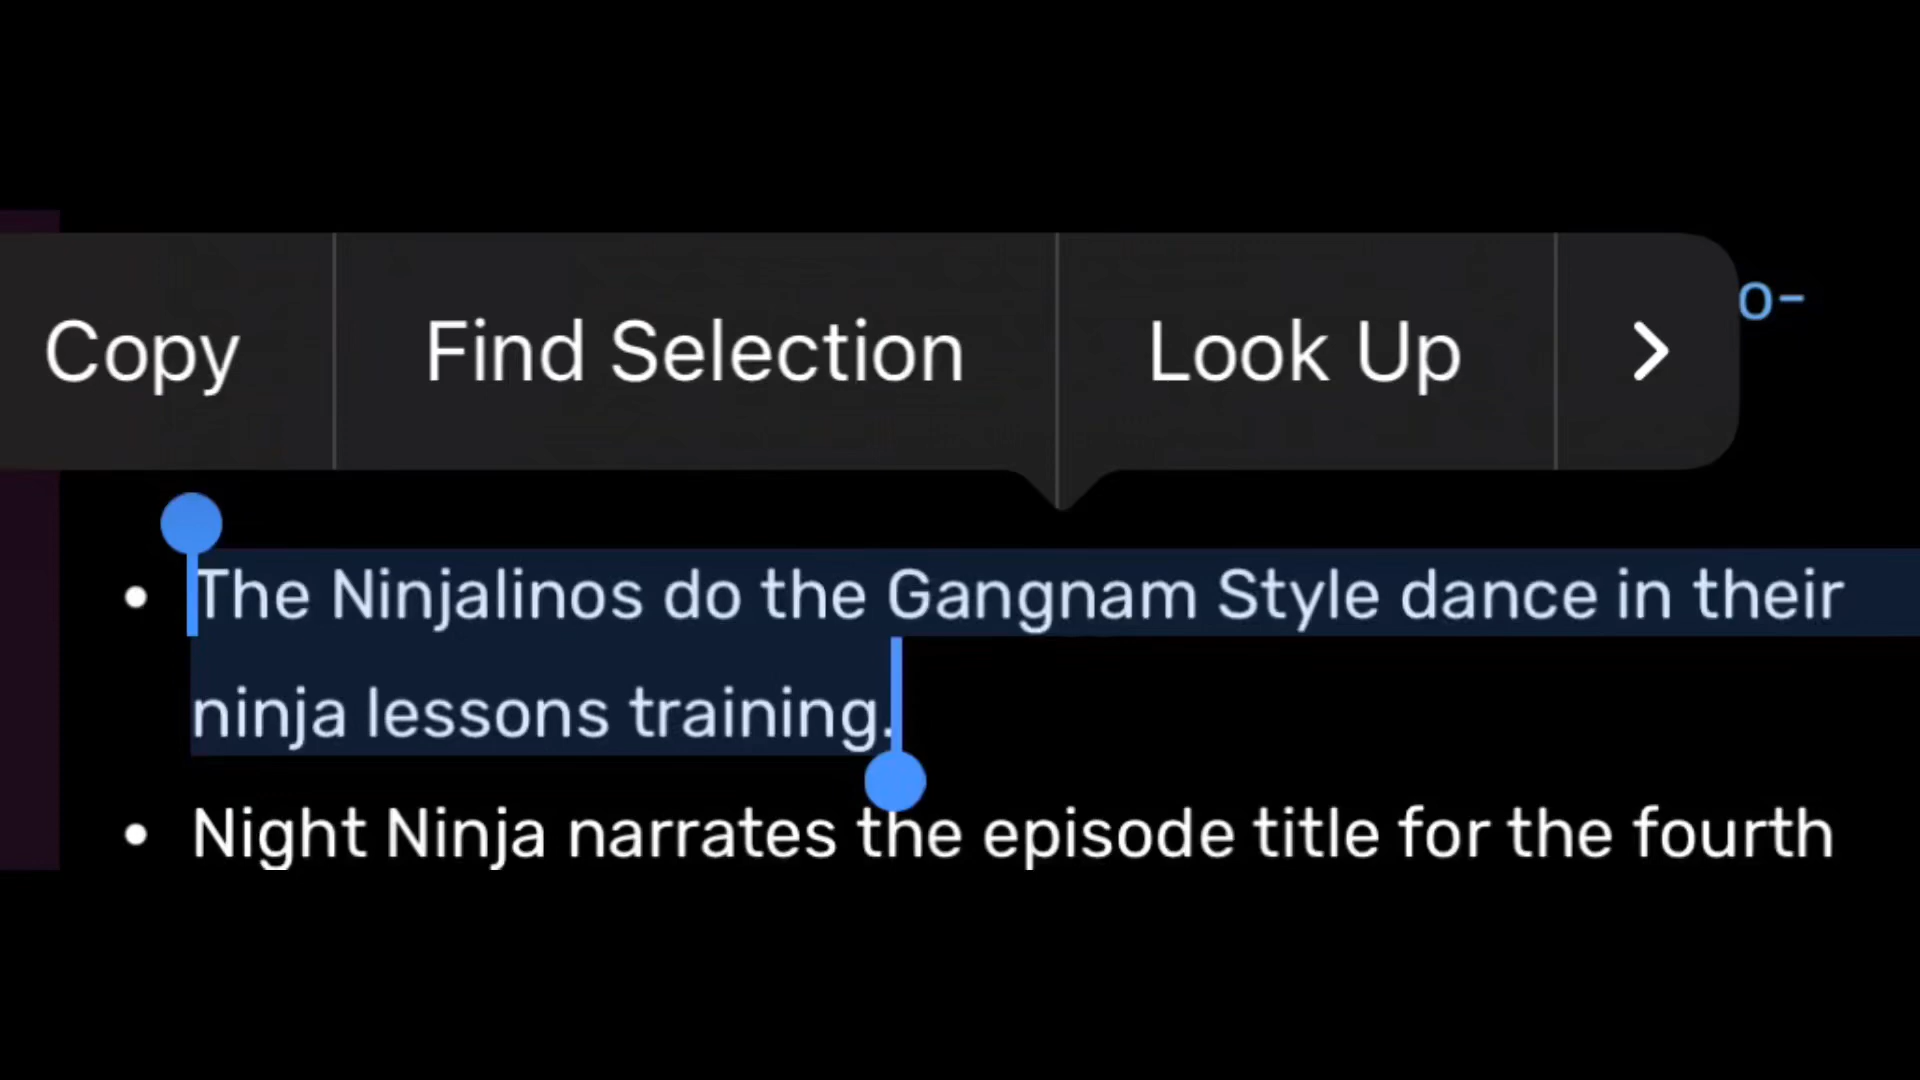 Copy Find Selection Look Up
o-
• The Ninjalinos do the Gangnam Style dance in their
ninja lessons training.
• Night Ninja narrates the episode title for the fourth